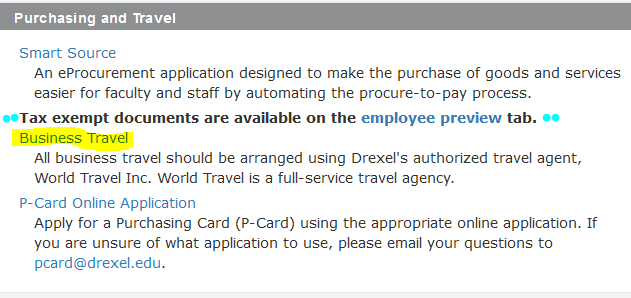 Purchasing and Travel
Smart Source
An eProcurement application designed to make the purchase of goods and services
easier for faculty and staff by automating the procure-to-pay process.
Tax exempt documents are available on the employee preview tab.
Business Travel
All business travel should be arranged using Drexel's authorized travel agent,
World Travel Inc. World Travel is a full-service travel agency.
P-Card Online Application
Apply for a Purchasing Card (P-Card) using the appropriate online application. If
you are unsure of what application to use, please email your questions to
pcard@drexel.edu.